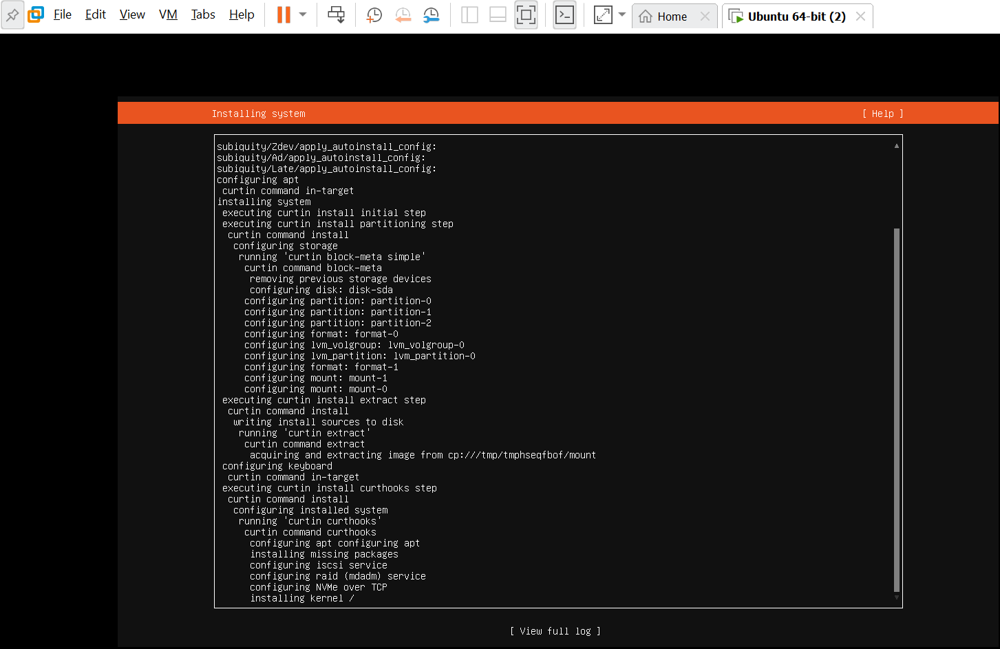 File Edit View VM Tabs Help Home Ubuntu 64-bit (2)
Installing system [ Help ]
subiquity/Zdev/apply_autoinstall_config:
subiquity/Ad/apply_autoinstall_config:
subiquity/Late/apply_autoinstall_config:
configuring apt
curtin command in-target
installing system
executing curtin install initial step
executing curtin install partitioning step
curtin command install
configuring storage
running 'curtin block-meta simple'
curtin command block-meta
removing previous storage devices
configuring disk: disk-sda
configuring partition: partition-0
configuring partition: partition-1
configuring partition: partition-2
configuring format: format-0
configuring lvm_volgroup: lvm_volgroup-0
configuring lvm_partition: lvm_partition-0
configuring format: format-1
configuring mount: mount-1
configuring mount: mount-0
executing curtin install extract step
curtin command install
writing install sources to disk
running 'curtin extract'
curtin command extract
acquiring and extracting image from cp:///tmp/tmphseqfbof/mount
configuring keyboard
curtin command in-target
executing curtin install curthooks step
curtin command install
configuring installed system
running 'curtin curthooks'
curtin command curthooks
configuring apt configuring apt
installing missing packages
configuring iscsi service
configuring raid (mdadm) service
configuring NVMe over TCP
installing kernel /
[ View full log ]